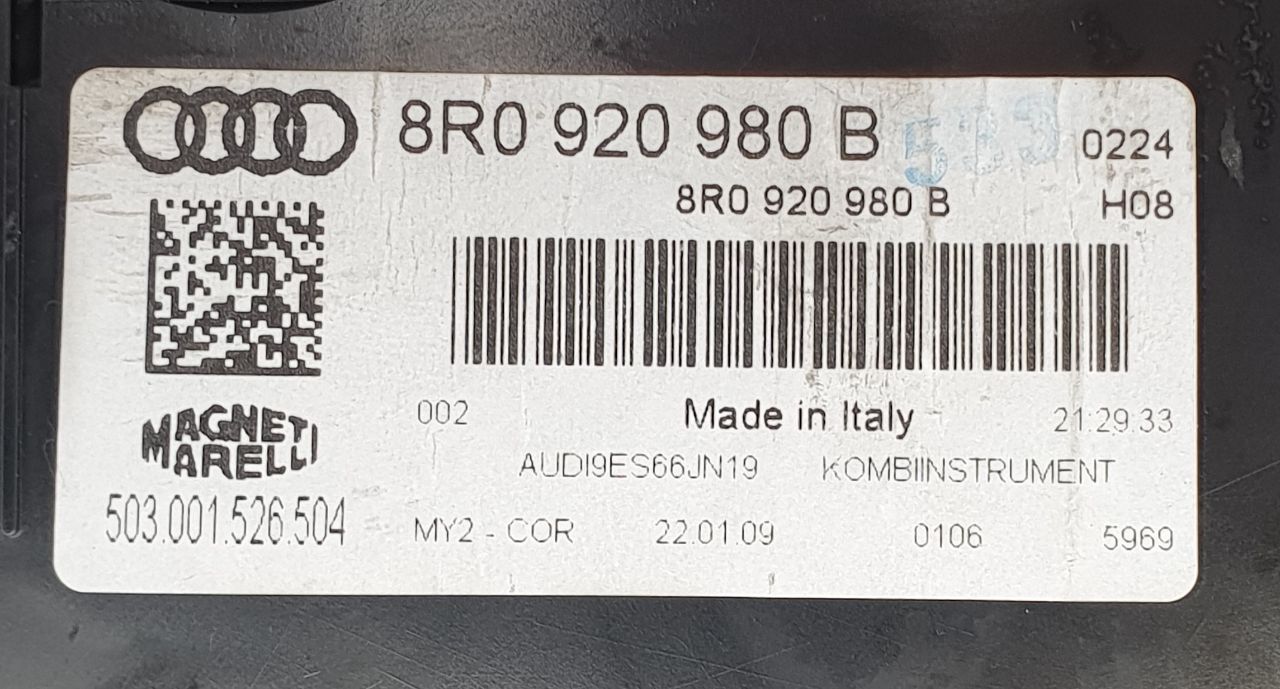 8R0 920 980 B 533 0224
8R0 920 980 B H08
002 Made in Italy 21:29:33
MAGNETI
MARELLI
AUDI9ES66JN19 KOMBIINSTRUMENT
503.001.526.504 MY2 - COR 22.01.09 0106 5969